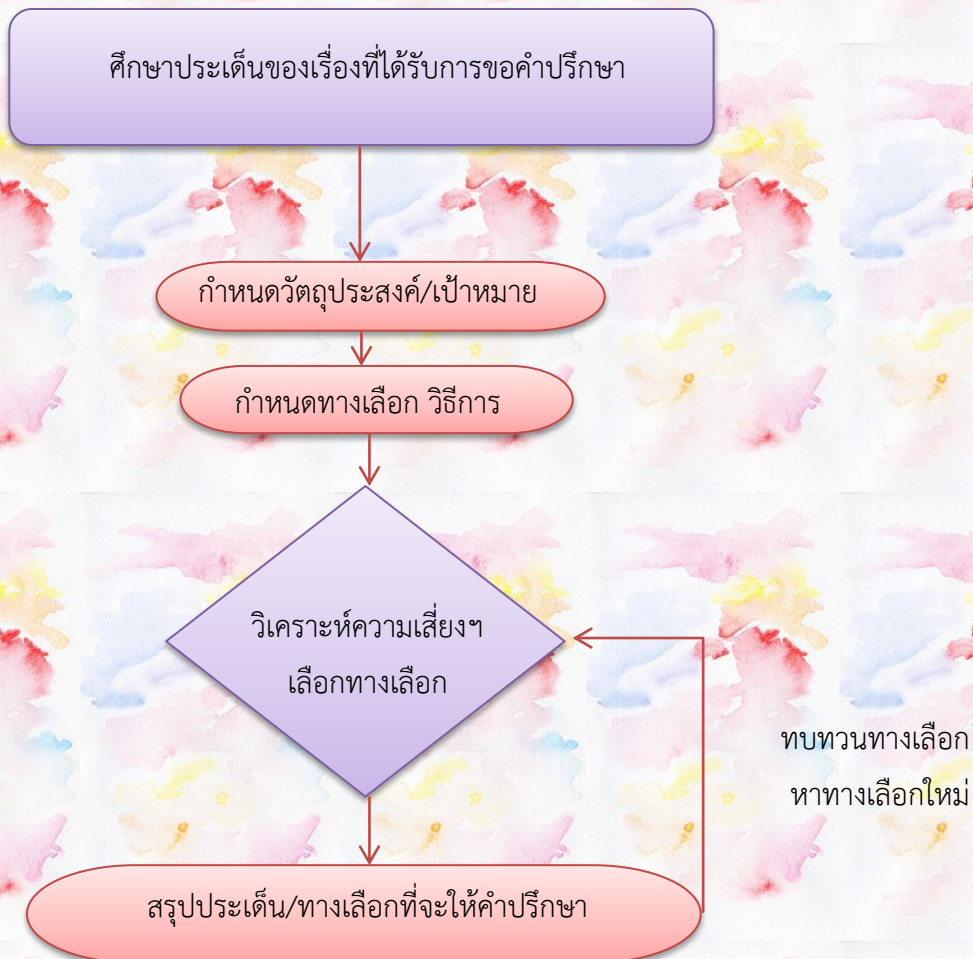 ศึกษาประเด็นของเรื่องที่ได้รับการขอคำปรึกษา
กำหนดวัตถุประสงค์/เป้าหมาย
กำหนดทางเลือก วิธีการ
วิเคราะห์ความเสี่ยงฯ
เลือกทางเลือก
ทบทวนทางเลือก
หาทางเลือกใหม่
สรุปประเด็น/ทางเลือกที่จะให้คำปรึกษา